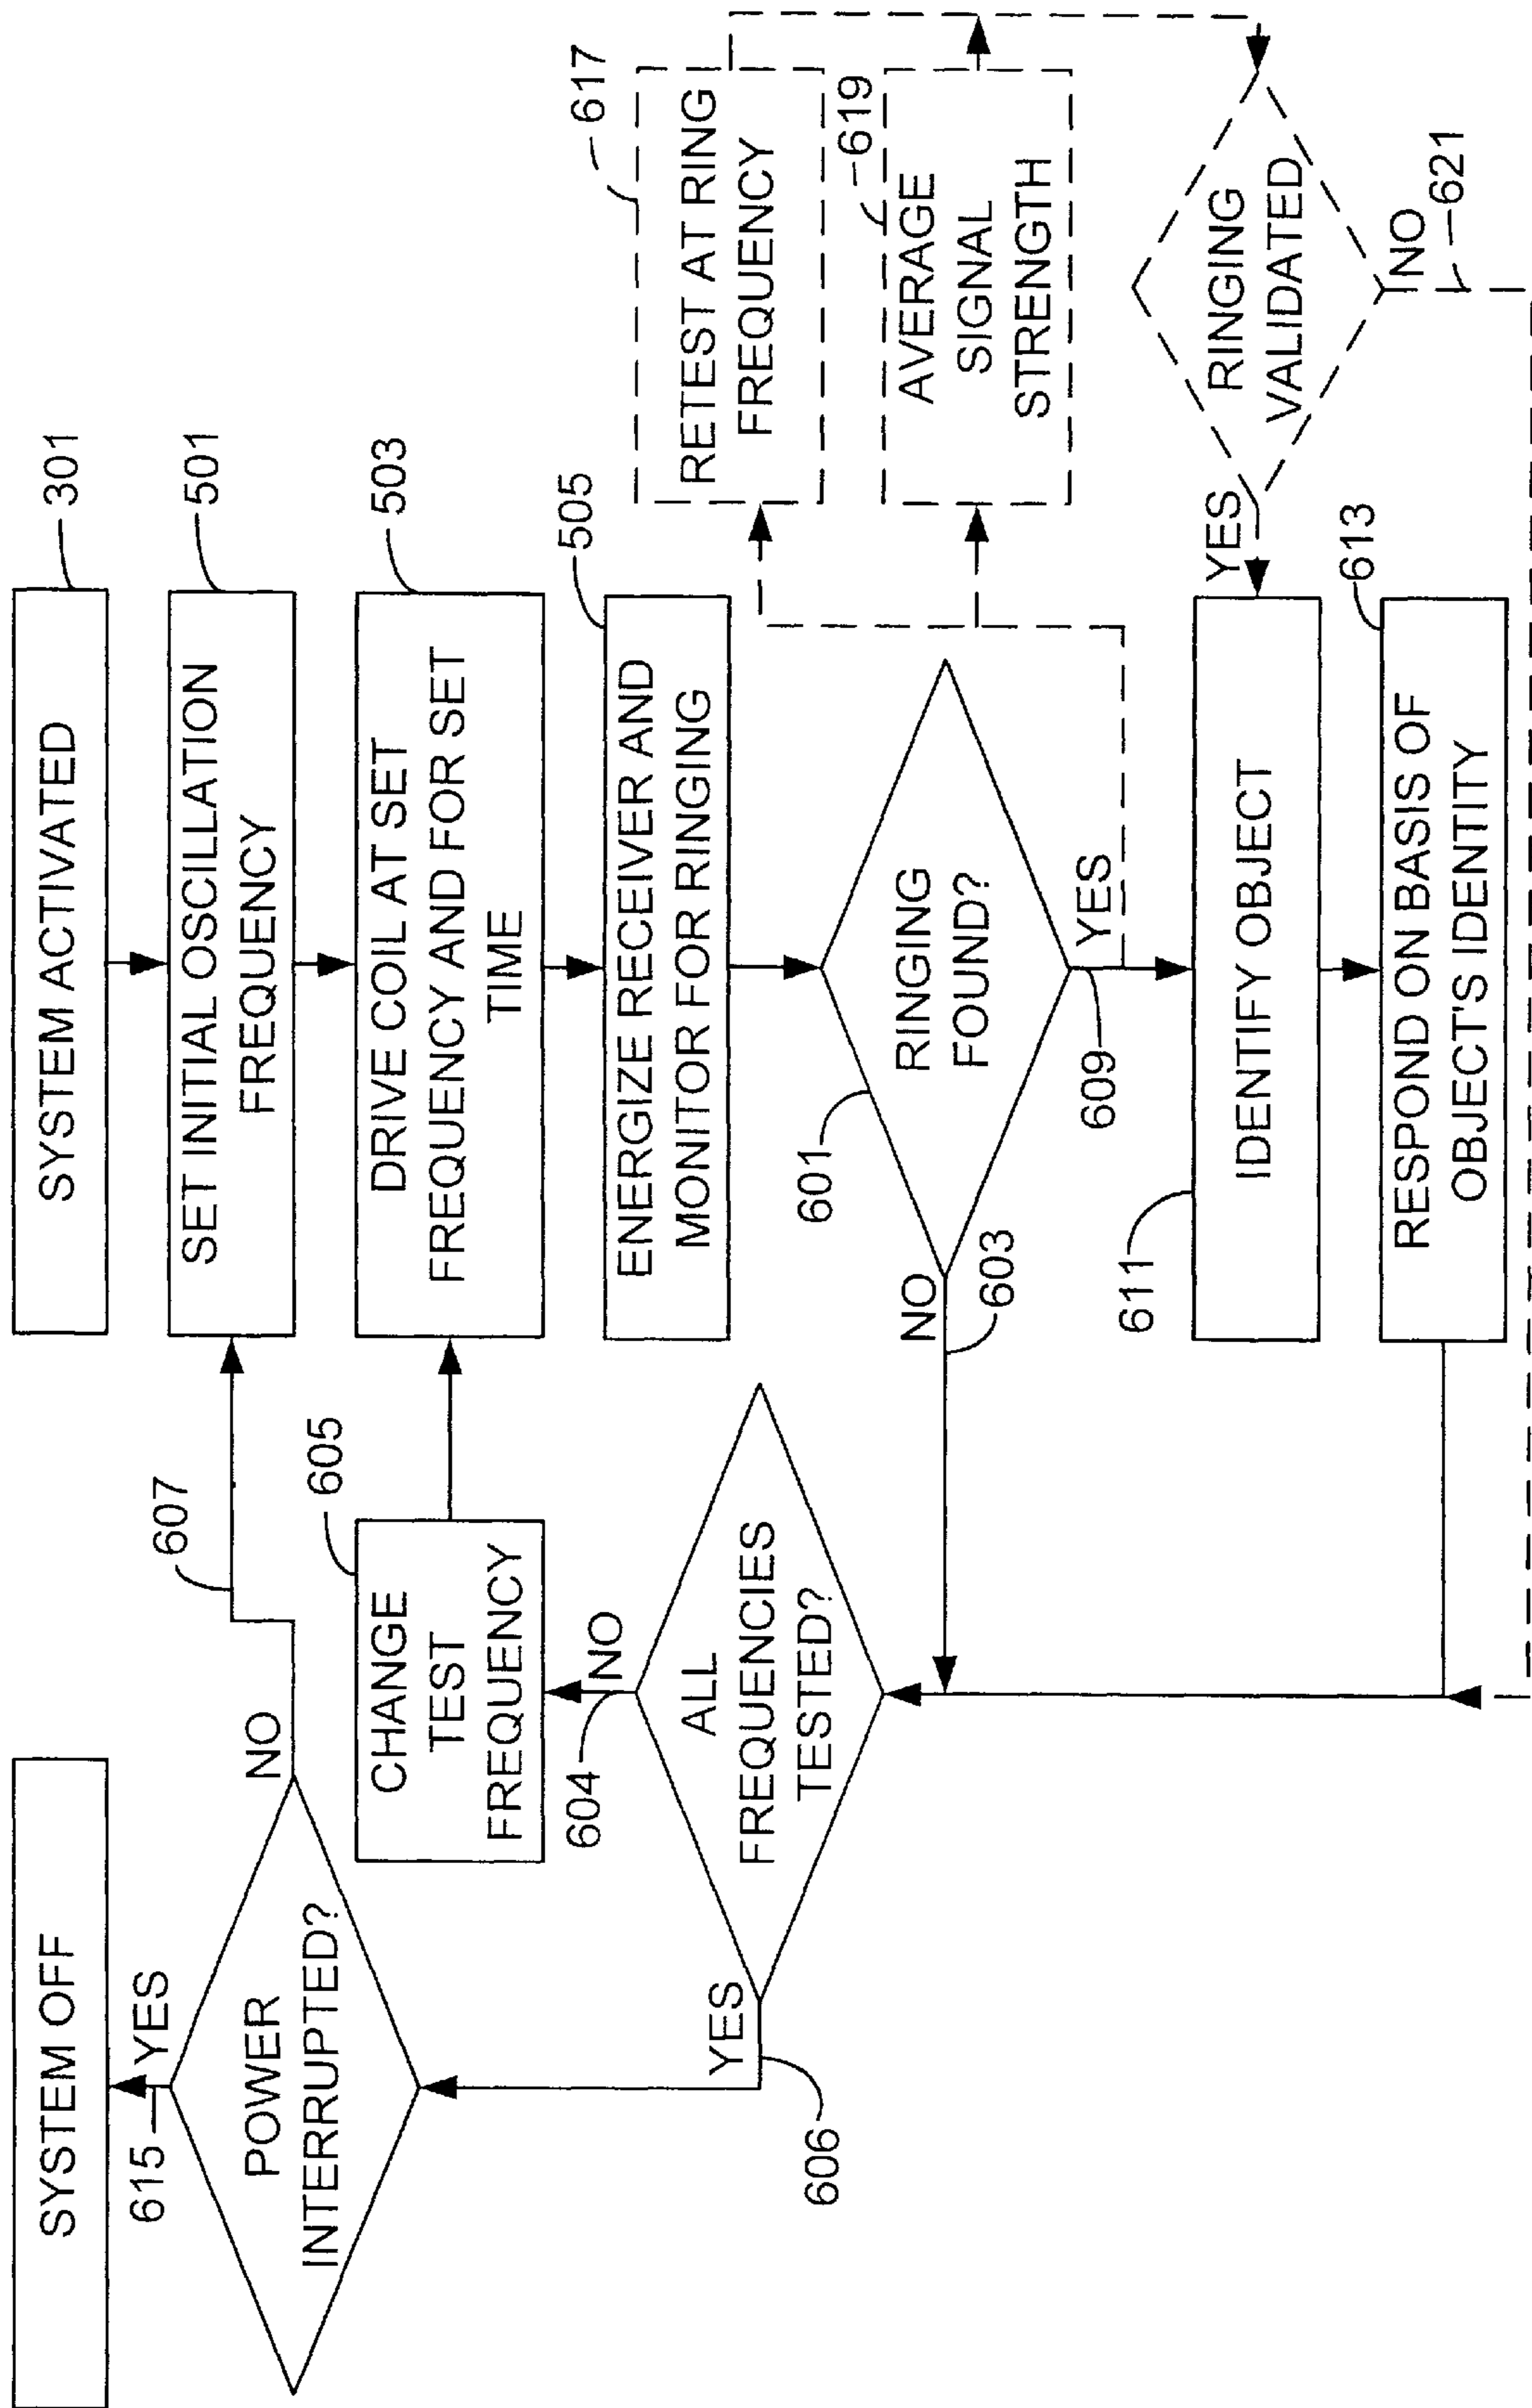 SYSTEM ACTIVATED
301
SET INITIAL OSCILLATION
FREQUENCY
501
DRIVE COIL AT SET
FREQUENCY AND FOR SET
TIME
503
ENERGIZE RECEIVER AND
MONITOR FOR RINGING
505
RINGING
FOUND?
601
NO
603
YES
609
IDENTIFY OBJECT
611
RESPOND ON BASIS OF
OBJECT'S IDENTITY
613
RETEST AT RING
FREQUENCY
617
AVERAGE
SIGNAL
STRENGTH
619
RINGING
VALIDATED
YES
NO
621
SYSTEM OFF
615
YES
POWER
INTERRUPTED?
NO
607
CHANGE
TEST
FREQUENCY
605
604
NO
ALL
FREQUENCIES
TESTED?
YES
606